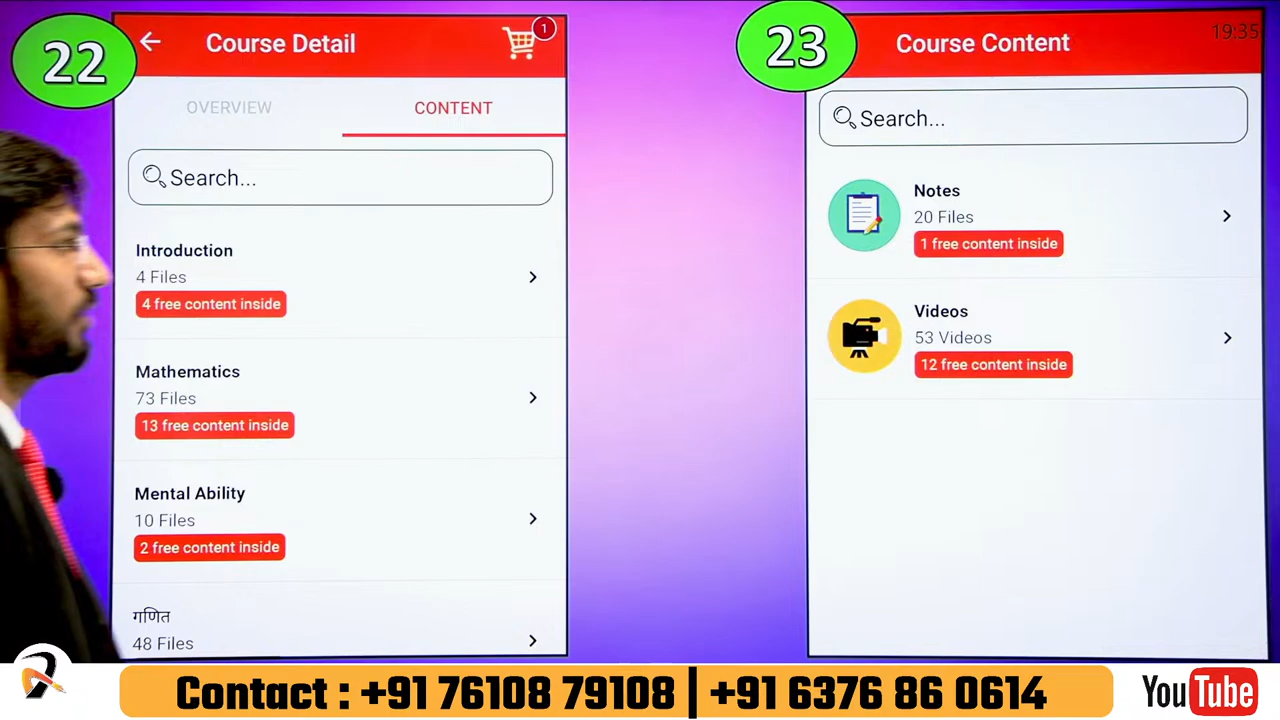 22
Course Detail
1
OVERVIEW
CONTENT
Search...
Introduction
4 Files
4 free content inside
Mathematics
73 Files
13 free content inside
Mental Ability
10 Files
2 free content inside
गणित
48 Files
23
Course Content
19:35
Search...
Notes
20 Files
1 free content inside
Videos
53 Videos
12 free content inside
Contact : +91 76108 79108 | +91 6376 86 0614
YouTube